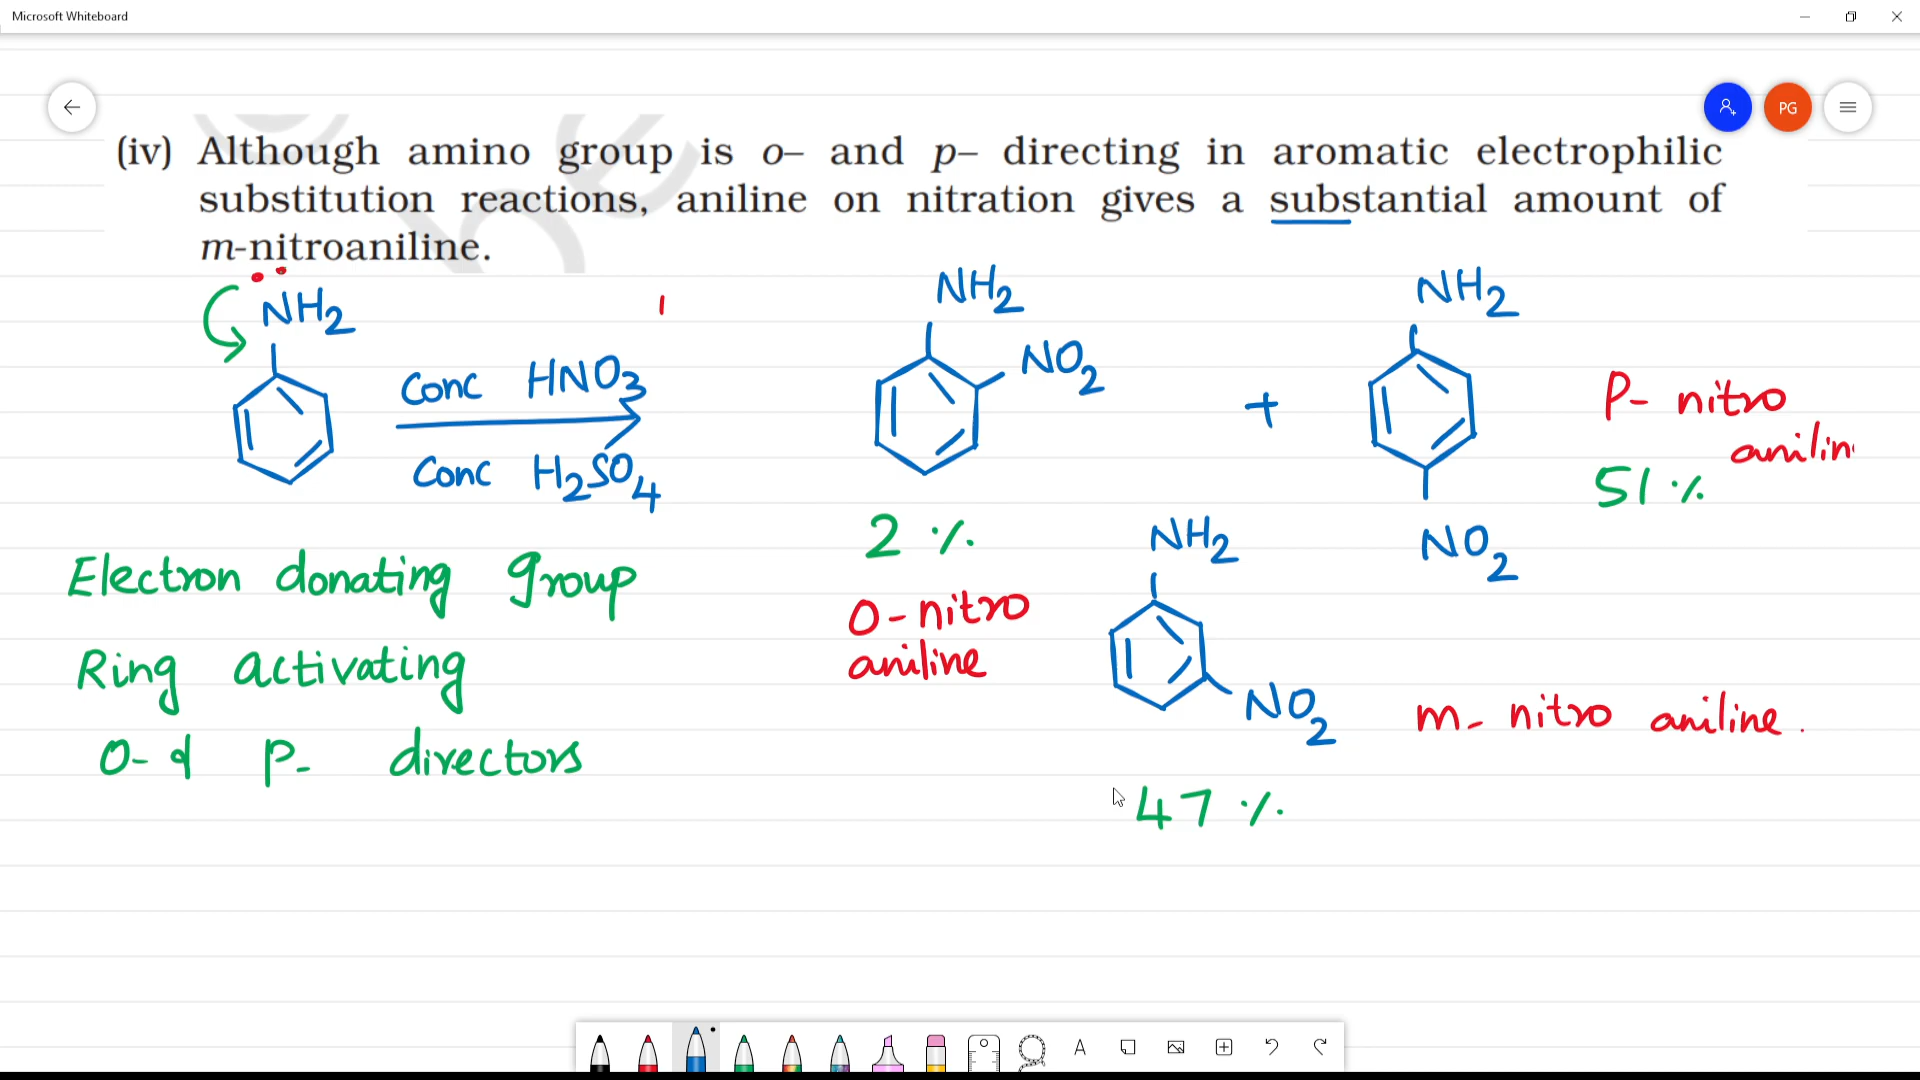 Microsoft Whiteboard
PG
(iv) Although amino group is o– and p– directing in aromatic electrophilic
substitution reactions, aniline on nitration gives a substantial amount of
m-nitroaniline.
NH2
Conc HNO3
Conc H2SO4
NH2
NO2
2 %
O-nitro
aniline
+
NH2
NO2
P- nitro
anilin
51 %
NH2
NO2
m- nitro aniline.
47 %
Electron donating group
Ring activating
O- & p- directors
A